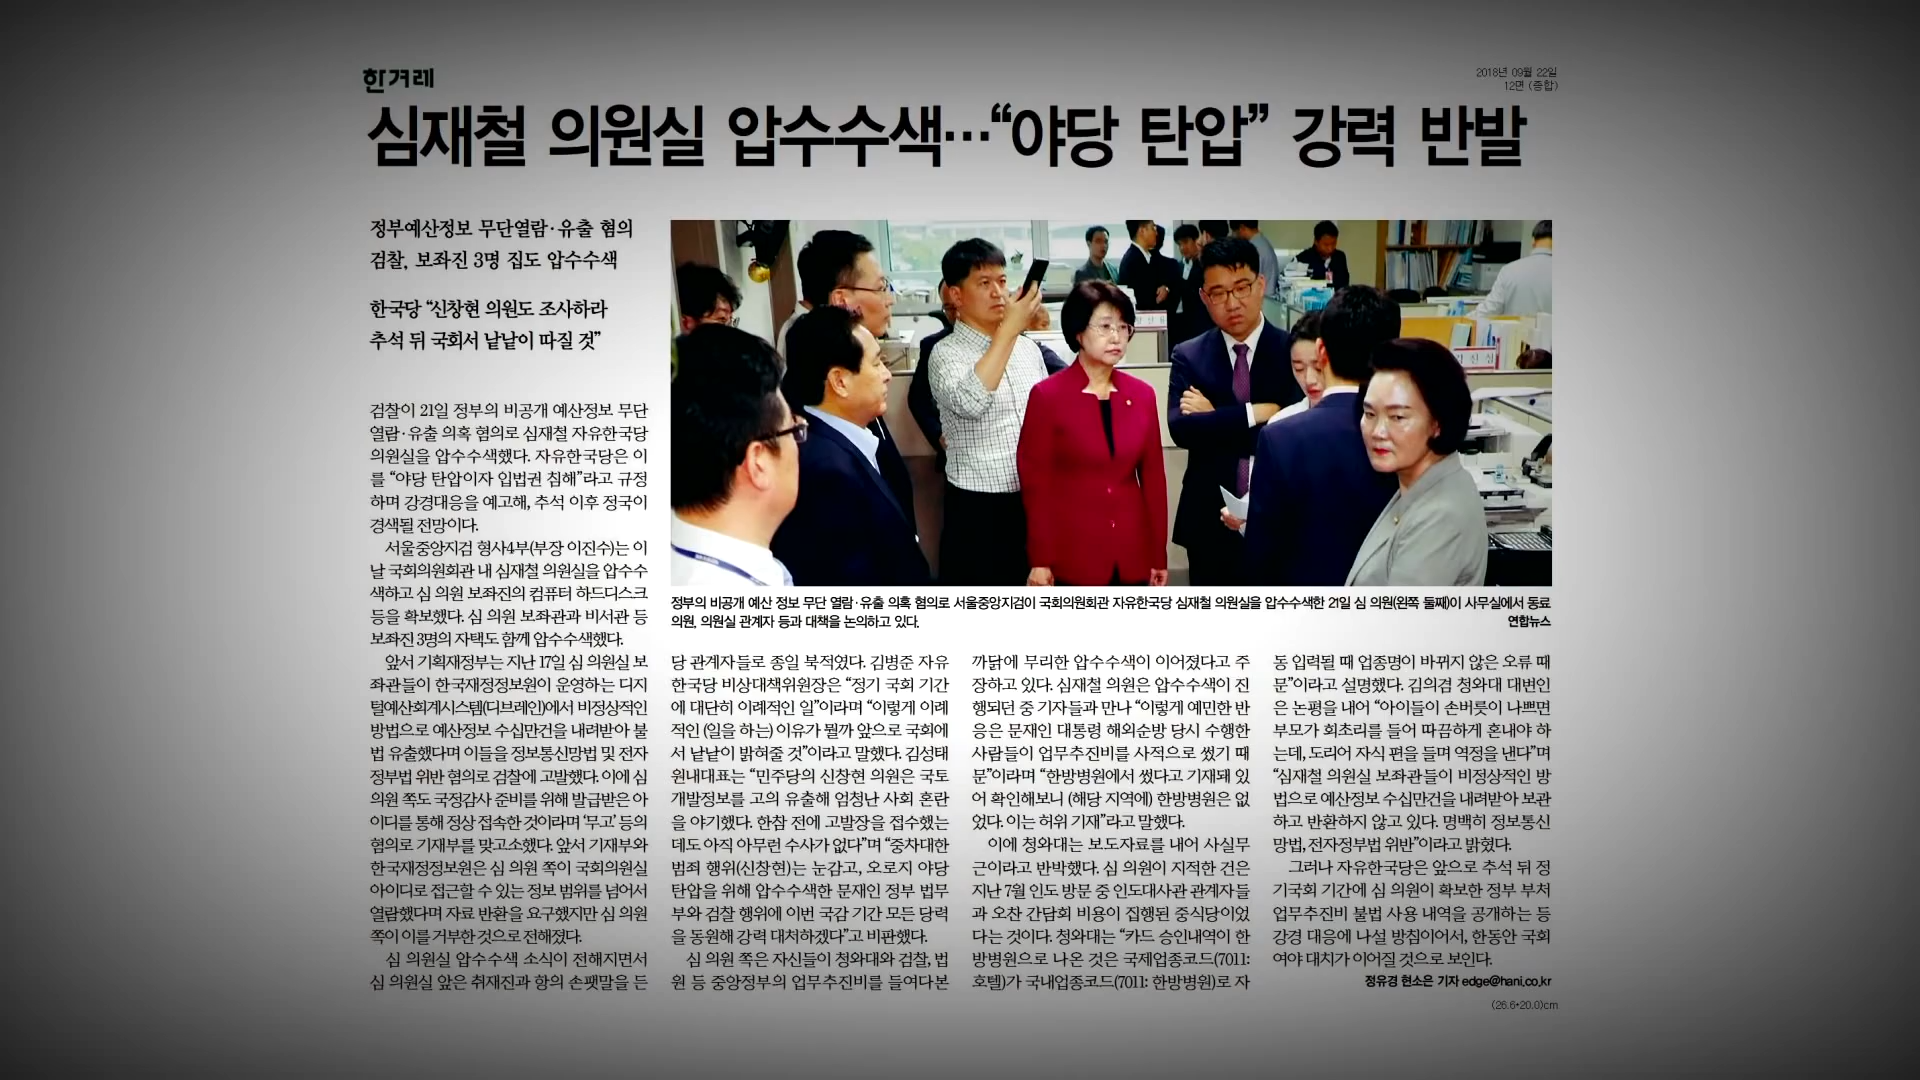 한겨레
2018년 09월 22일
12면 (종합)
심재철 의원실 압수수색…“야당 탄압” 강력 반발
정부예산정보 무단열람·유출 혐의
검찰, 보좌진 3명 집도 압수수색
한국당 “신창현 의원도 조사하라
추석 뒤 국회서 낱낱이 따질 것”
정부의 비공개 예산 정보 무단 열람·유출 의혹 혐의로 서울중앙지검이 국회의원회관 자유한국당 심재철 의원실을 압수수색한 21일 심 의원(왼쪽 둘째)이 사무실에서 동료
의원, 의원실 관계자 등과 대책을 논의하고 있다.
연합뉴스
검찰이 21일 정부의 비공개 예산정보 무단
열람·유출 의혹 혐의로 심재철 자유한국당
의원실을 압수수색했다. 자유한국당은 이
를 “야당 탄압이자 입법권 침해”라고 규정
하며 강경대응을 예고해, 추석 이후 정국이
경색될 전망이다.
서울중앙지검 형사4부(부장 이진수)는 이
날 국회의원회관 내 심재철 의원실을 압수수
색하고 심 의원 보좌진의 컴퓨터 하드디스크
등을 확보했다. 심 의원 보좌관과 비서관 등
보좌진 3명의 자택도 함께 압수수색했다.
앞서 기획재정부는 지난 17일 심 의원실 보
좌관들이 한국재정정보원이 운영하는 디지
털예산회계시스템(디브레인)에서 비정상적인
방법으로 예산정보 수십만건을 내려받아 불
법 유출했다며 이들을 정보통신망법 및 전자
정부법 위반 혐의로 검찰에 고발했다. 이에 심
의원 쪽도 국정감사 준비를 위해 발급받은 아
이디를 통해 정상 접속한 것이라며 ‘무고’ 등의
혐의로 기재부를 맞고소했다. 앞서 기재부와
한국재정정보원은 심 의원 쪽이 국회의원실
아이디로 접근할 수 있는 정보 범위를 넘어서
열람했다며 자료 반환을 요구했지만 심 의원
쪽이 이를 거부한 것으로 전해졌다.
심 의원실 압수수색 소식이 전해지면서
심 의원실 앞은 취재진과 항의 손팻말을 든
당 관계자들로 종일 북적였다. 김병준 자유
한국당 비상대책위원장은 “정기 국회 기간
에 대단히 이례적인 일”이라며 “이렇게 이례
적인 (일을 하는) 이유가 뭘까 앞으로 국회에
서 낱낱이 밝혀줄 것”이라고 말했다. 김성태
원내대표는 “민주당의 신창현 의원은 국토
개발정보를 고의 유출해 엄청난 사회 혼란
을 야기했다. 한참 전에 고발장을 접수했는
데도 아직 아무런 수사가 없다”며 “중차대한
범죄 행위(신창현)는 눈감고, 오로지 야당
탄압을 위해 압수수색한 문재인 정부 법무
부와 검찰 행위에 이번 국감 기간 모든 당력
을 동원해 강력 대처하겠다”고 비판했다.
심 의원 쪽은 자신들이 청와대와 검찰, 법
원 등 중앙정부의 업무추진비를 들여다본
까닭에 무리한 압수수색이 이어졌다고 주
장하고 있다. 심재철 의원은 압수수색이 진
행되던 중 기자들과 만나 “이렇게 예민한 반
응은 문재인 대통령 해외순방 당시 수행한
사람들이 업무추진비를 사적으로 썼기 때
문”이라며 “한방병원에서 썼다고 기재돼 있
어 확인해보니 (해당 지역에) 한방병원은 없
었다. 이는 허위 기재”라고 말했다.
이에 청와대는 보도자료를 내어 사실무
근이라고 반박했다. 심 의원이 지적한 건은
지난 7월 인도 방문 중 인도대사관 관계자들
과 오찬 간담회 비용이 집행된 중식당이었
다는 것이다. 청와대는 “카드 승인내역이 한
방병원으로 나온 것은 국제업종코드(7011:
호텔)가 국내업종코드(7011: 한방병원)로 자
동 입력될 때 업종명이 바뀌지 않은 오류 때
문”이라고 설명했다. 김의겸 청와대 대변인
은 논평을 내어 “아이들이 손버릇이 나쁘면
부모가 회초리를 들어 따끔하게 혼내야 하
는데, 도리어 자식 편을 들며 역정을 낸다”며
“심재철 의원실 보좌관들이 비정상적인 방
법으로 예산정보 수십만건을 내려받아 보관
하고 반환하지 않고 있다. 명백히 정보통신
망법, 전자정부법 위반”이라고 밝혔다.
그러나 자유한국당은 앞으로 추석 뒤 정
기국회 기간에 심 의원이 확보한 정부 부처
업무추진비 불법 사용 내역을 공개하는 등
강경 대응에 나설 방침이어서, 한동안 국회
여야 대치가 이어질 것으로 보인다.
정유경 현소은 기자 edge@hani.co.kr
(26.6*20.0)cm